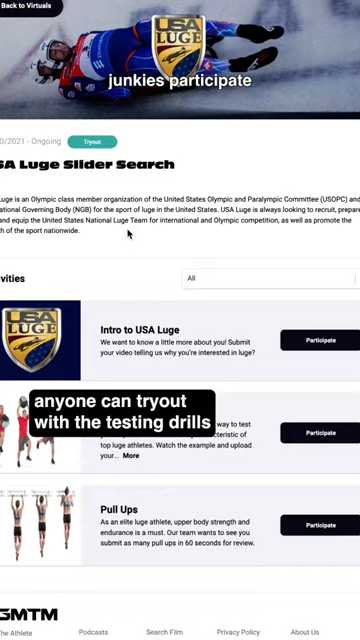 Back to Virtuals
USA
LUGE
junkies participate
0/2021 - Ongoing
Tryout
SA Luge Slider Search
Luge is an Olympic class member organization of the United States Olympic and Paralympic Committee (USOPC) and
ational Governing Body (NGB) for the sport of luge in the United States. USA Luge is always looking to recruit, prepare
and equip the United States National Luge Team for international and Olympic competition, as well as promote the
h of the sport nationwide.
vities
All
USA
LUGE
Intro to USA Luge
We want to know a little more about you! Submit
your video telling us why you're interested in luge?
Participate
anyone can tryout
with the testing drills
way to test
characteristic of
top luge athletes. Watch the example and upload
your... More
Participate
Pull Ups
As an elite luge athlete, upper body strength and
endurance is a must. Our team wants to see you
submit as many pull ups in 60 seconds for review.
Participate
GMTM
The Athlete
Podcasts
Search Film
Privacy Policy
About Us